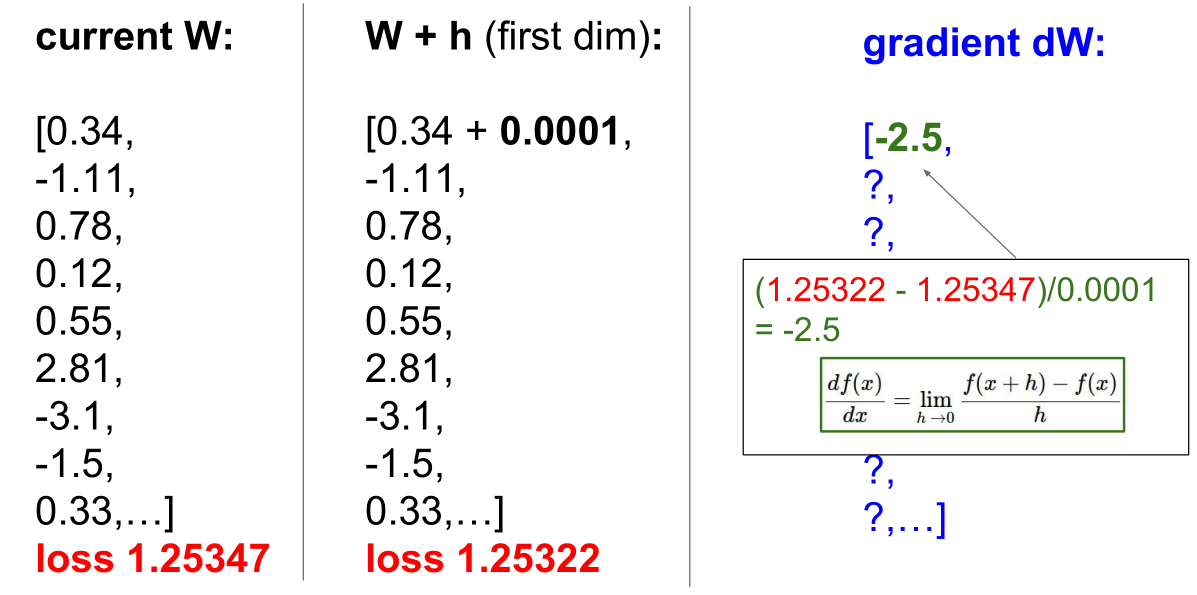 current W:
[0.34,
-1.11,
0.78,
0.12,
0.55,
2.81,
-3.1,
-1.5,
0.33,…]
loss 1.25347
W + h (first dim):
[0.34 + 0.0001,
-1.11,
0.78,
0.12,
0.55,
2.81,
-3.1,
-1.5,
0.33,…]
loss 1.25322
gradient dW:
[-2.5,
?,
?,
(1.25322 - 1.25347)/0.0001
= -2.5
df(x)/dx = lim h→0 f(x + h) − f(x)/h
?,
?,…]